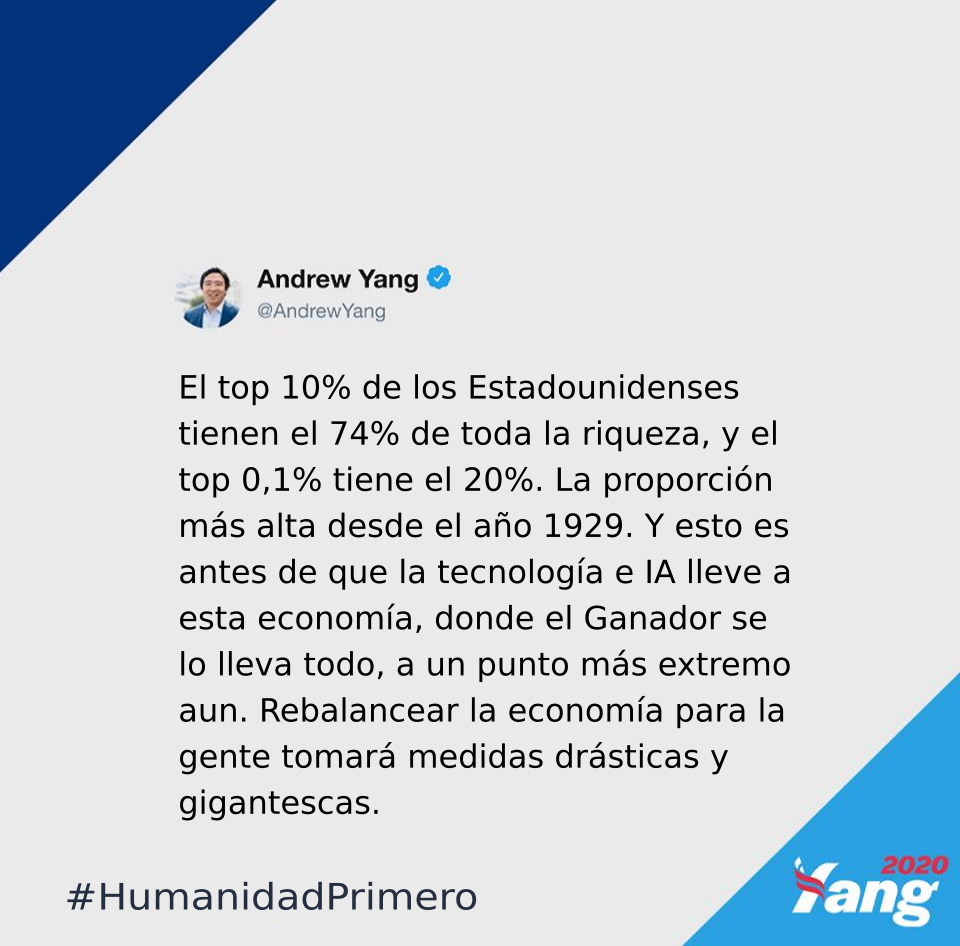 Andrew Yang
@AndrewYang
El top 10% de los Estadounidenses
tienen el 74% de toda la riqueza, y el
top 0,1% tiene el 20%. La proporción
más alta desde el año 1929. Y esto es
antes de que la tecnología e IA lleve a
esta economía, donde el Ganador se
lo lleva todo, a un punto más extremo
aun. Rebalancear la economía para la
gente tomará medidas drásticas y
gigantescas.
#HumanidadPrimero
2020
Yang